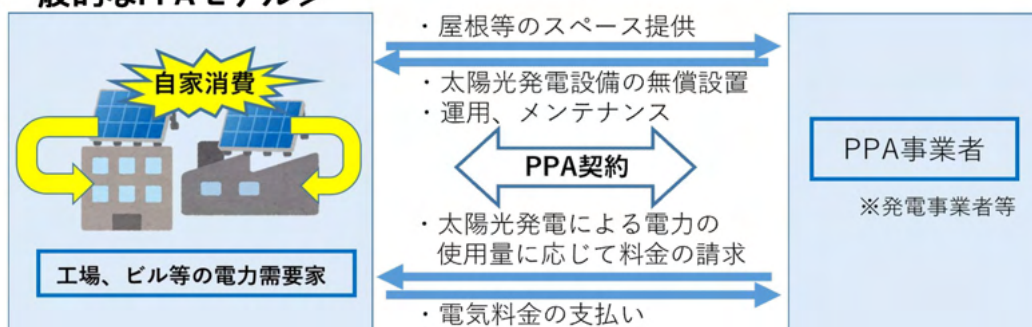 ・屋根等のスペース提供
自家消費
・太陽光発電設備の無償設置
・運用、メンテナンス
PPA契約
PPA事業者
※発電事業者等
・太陽光発電による電力の
使用量に応じて料金の請求
工場、ビル等の電力需要家
・電気料金の支払い